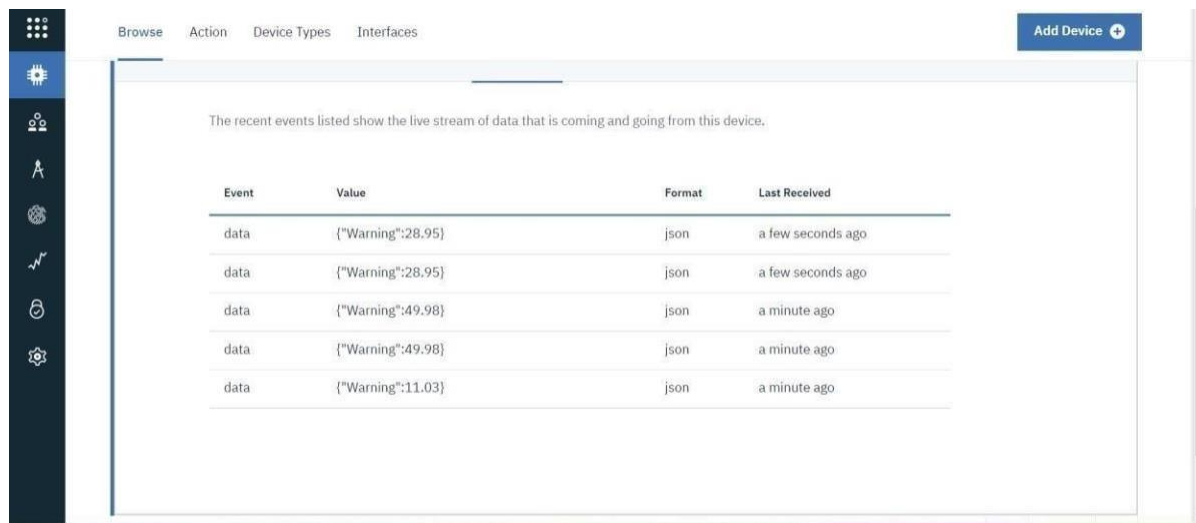 Browse Action Device Types Interfaces Add Device
The recent events listed show the live stream of data that is coming and going from this device.
Event Value Format Last Received
data {"Warning":28.95} json a few seconds ago
data {"Warning":28.95} json a few seconds ago
data {"Warning":49.98} json a minute ago
data {"Warning":49.98} json a minute ago
data {"Warning":11.03} json a minute ago